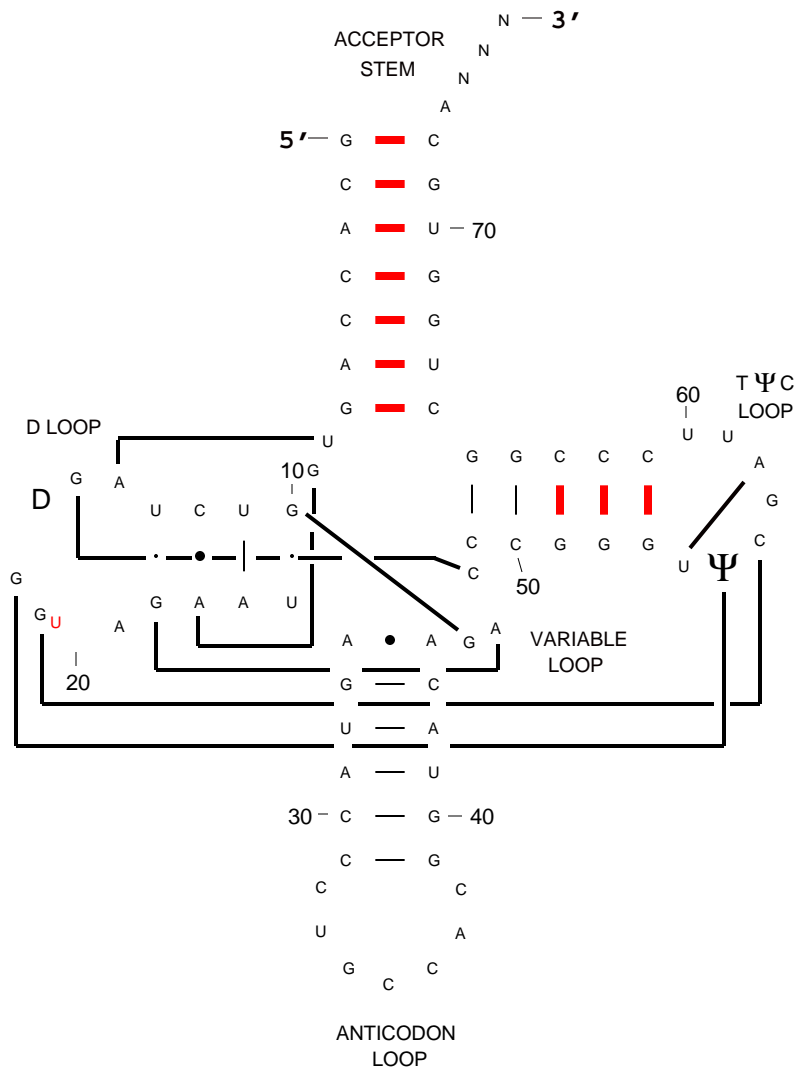 N 3'
ACCEPTOR N
STEM N
A
5' G C
C G
A U 70
C G
C G
A U
G C
60
T Ψ C
LOOP
D LOOP U U U
10 G G G C C C A
G A
D U C U G G
C C G G G U Ψ C
C 50
G
G A A U
G U A
A A G A VARIABLE
LOOP
20 G C
U A
A U
30 C G 40
C G
C C
U A
G C
C
ANTICODON
LOOP